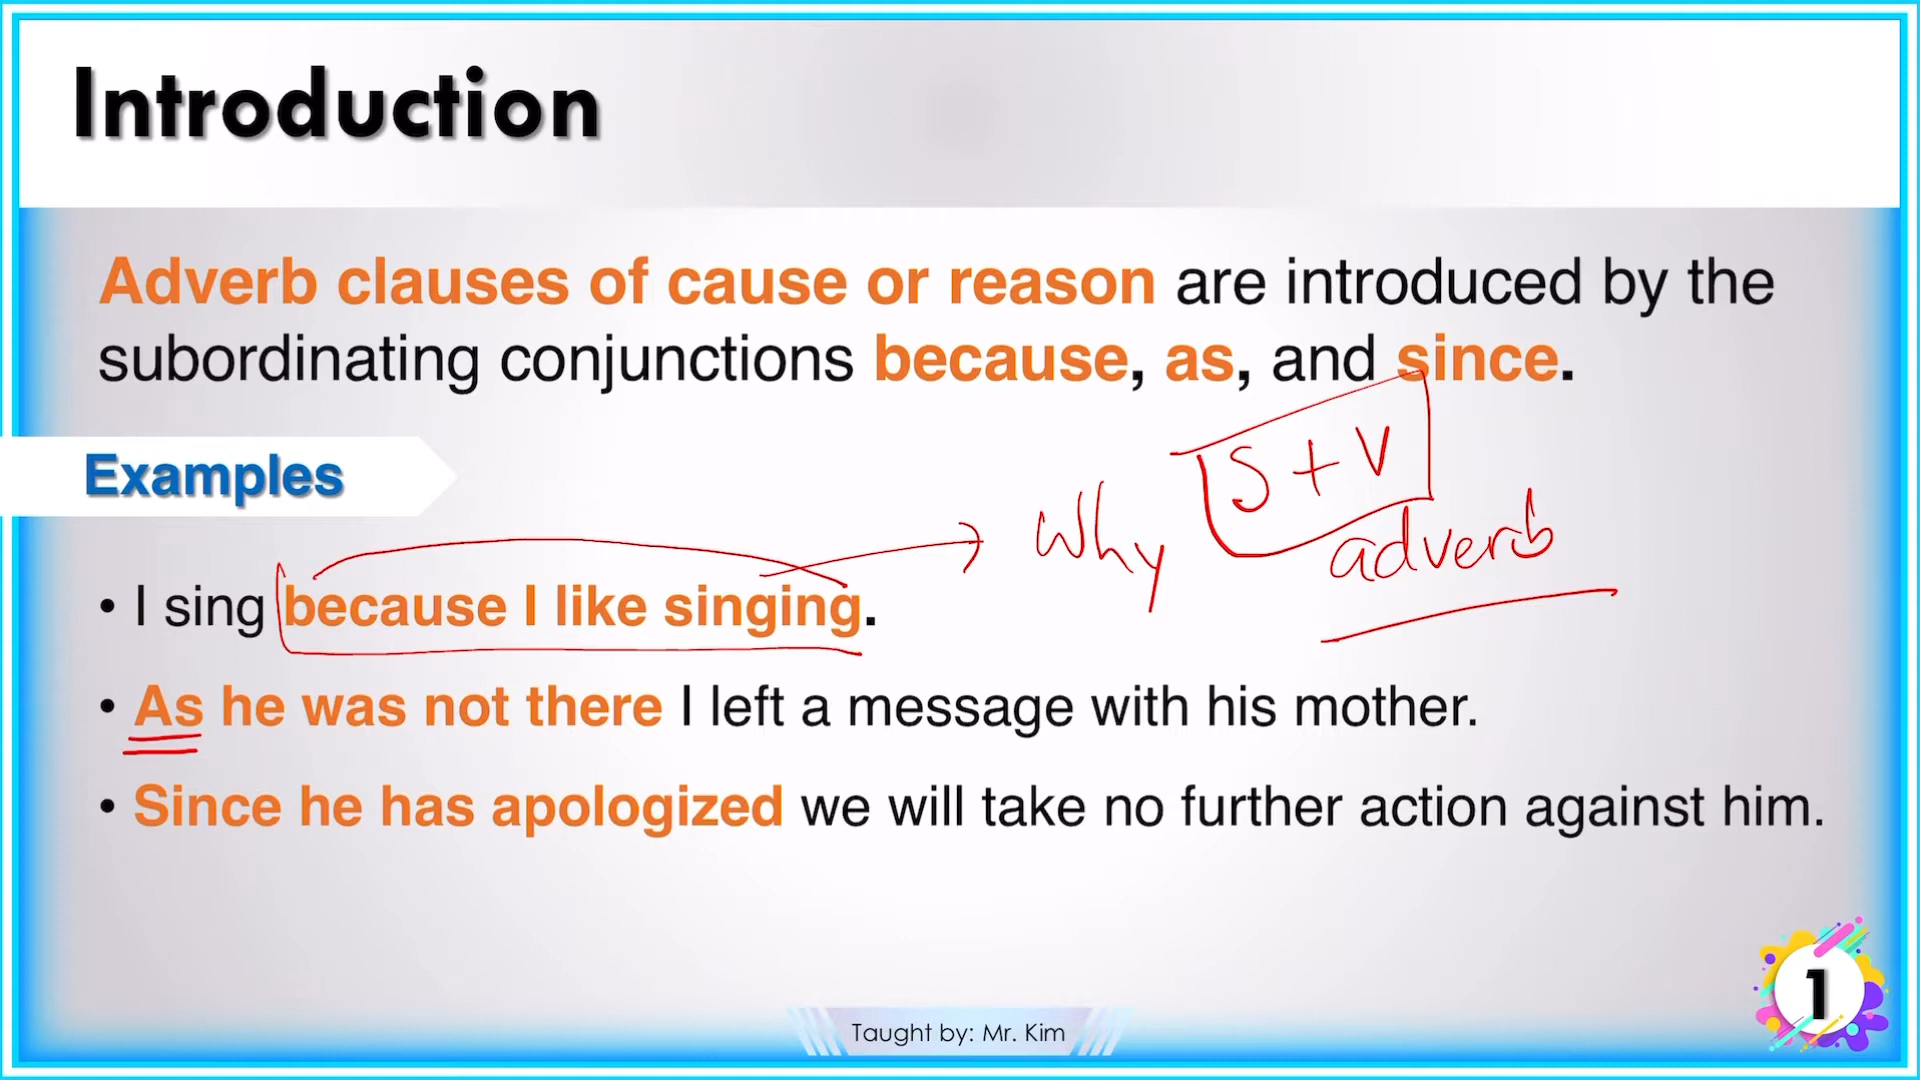 Introduction
Adverb clauses of cause or reason are introduced by the
subordinating conjunctions because, as, and since.
S + V
Examples
Why
adverb
• I sing because I like singing.
• As he was not there I left a message with his mother.
• Since he has apologized we will take no further action against him.
1
Taught by: Mr. Kim